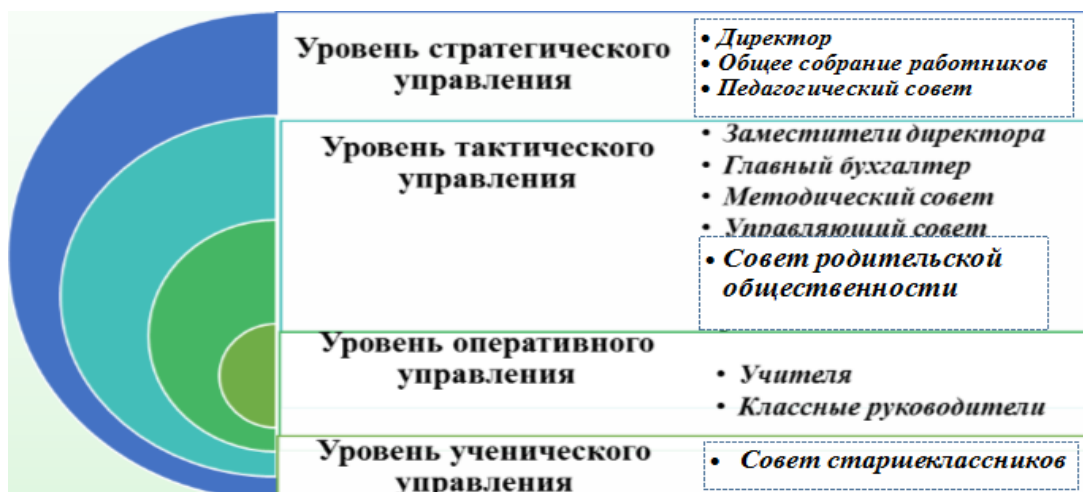 Уровень стратегического
управления
• Директор
• Общее собрание работников
• Педагогический совет
Уровень тактического
управления
• Заместители директора
• Главный бухгалтер
• Методический совет
• Управляющий совет
• Совет родительской
общественности
Уровень оперативного
управления
• Учителя
• Классные руководители
Уровень ученического
управления
• Совет старшеклассников